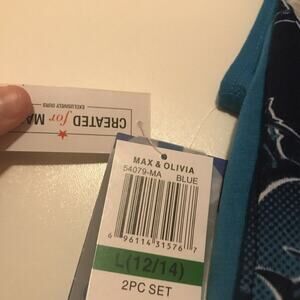 CREATED for MA
EXCLUSIVELY OURS
MAX & OLIVIA
54079-MA BLUE
6 96114 31576 7
L(12/14)
2PC SET